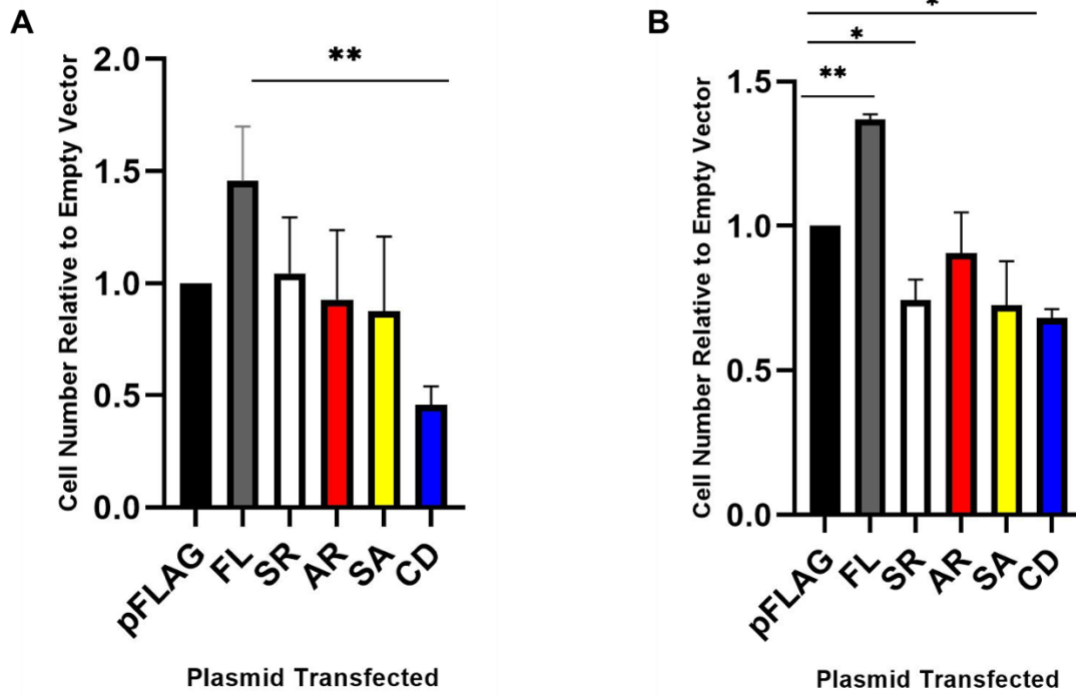 A
**
2.0
1.5
1.0
0.5
0.0
Cell Number Relative to Empty Vector
pFLAG
FL
SR
AR
SA
CD
Plasmid Transfected
B
*
*
**
1.5
1.0
0.5
0.0
Cell Number Relative to Empty Vector
pFLAG
FL
SR
AR
SA
CD
Plasmid Transfected